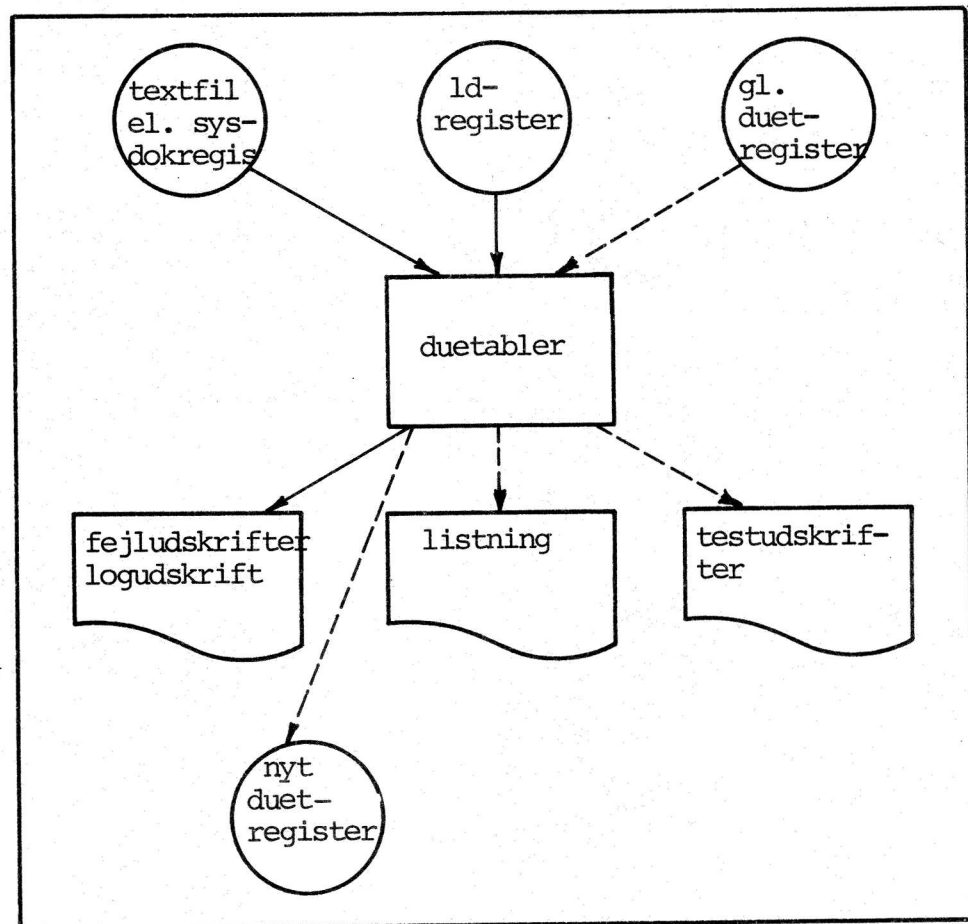 textfil
el. sys-
dokregis
ld-
register
gl.
duet-
register
duetabler
fejludskrifter
logudskrift
listning
testudskrif-
ter
nyt
duet-
register